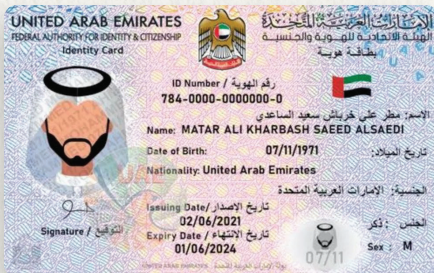 UNITED ARAB EMIRATES
الإمارات العربية المتحدة
FEDERAL AUTHORITY FOR IDENTITY & CITIZENSHIP
الهيئة الاتحادية للهوية والجنسية
Identity Card
بطاقة هوية
ID Number / رقم الهوية
784-0000-0000000-0
الاسم: مطر علي خرباش سعيد الساعدي
Name: MATAR ALI KHARBASH SAEED ALSAEDI
Date of Birth: 07/11/1971 تاريخ الميلاد:
Nationality: United Arab Emirates
الجنسية: الامارات العربية المتحدة
Issuing Date/ تاريخ الاصدار
02/06/2021
Expiry Date / تاريخ الانتهاء
01/06/2024
الجنس : ذكر
Sex : M
Signature / التوقيع
07/11